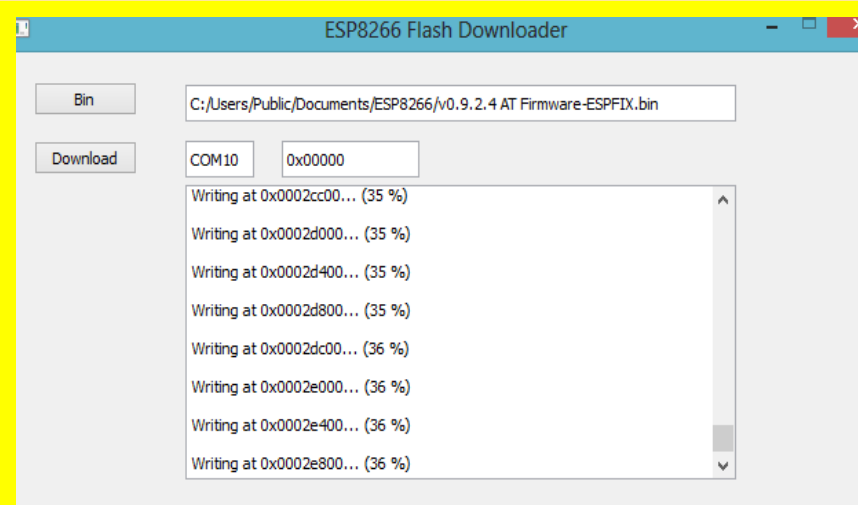 ESP8266 Flash Downloader
Bin
C:/Users/Public/Documents/ESP8266/v0.9.2.4 AT Firmware-ESPFIX.bin
Download
COM10
0x00000
Writing at 0x0002cc00... (35 %)
Writing at 0x0002d000... (35 %)
Writing at 0x0002d400... (35 %)
Writing at 0x0002d800... (35 %)
Writing at 0x0002dc00... (36 %)
Writing at 0x0002e000... (36 %)
Writing at 0x0002e400... (36 %)
Writing at 0x0002e800... (36 %)